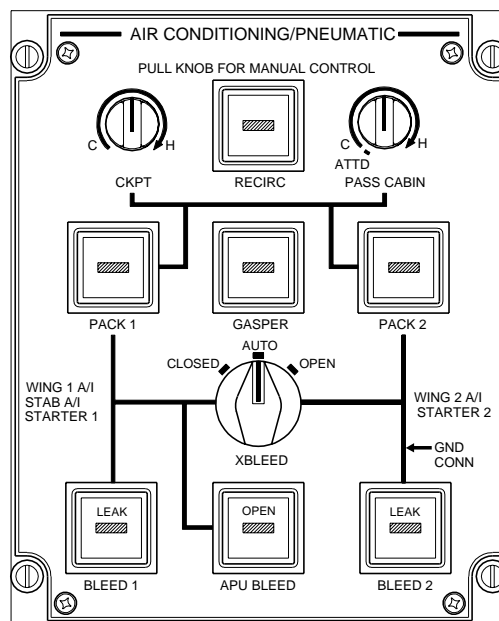 AIR CONDITIONING/PNEUMATIC
PULL KNOB FOR MANUAL CONTROL
C H
C H
ATTD
CKPT RECIRC PASS CABIN
PACK 1 GASPER PACK 2
AUTO
CLOSED OPEN
WING 1 A/I
STAB A/I
STARTER 1
WING 2 A/I
STARTER 2
XBLEED
GND
CONN
LEAK OPEN LEAK
BLEED 1 APU BLEED BLEED 2